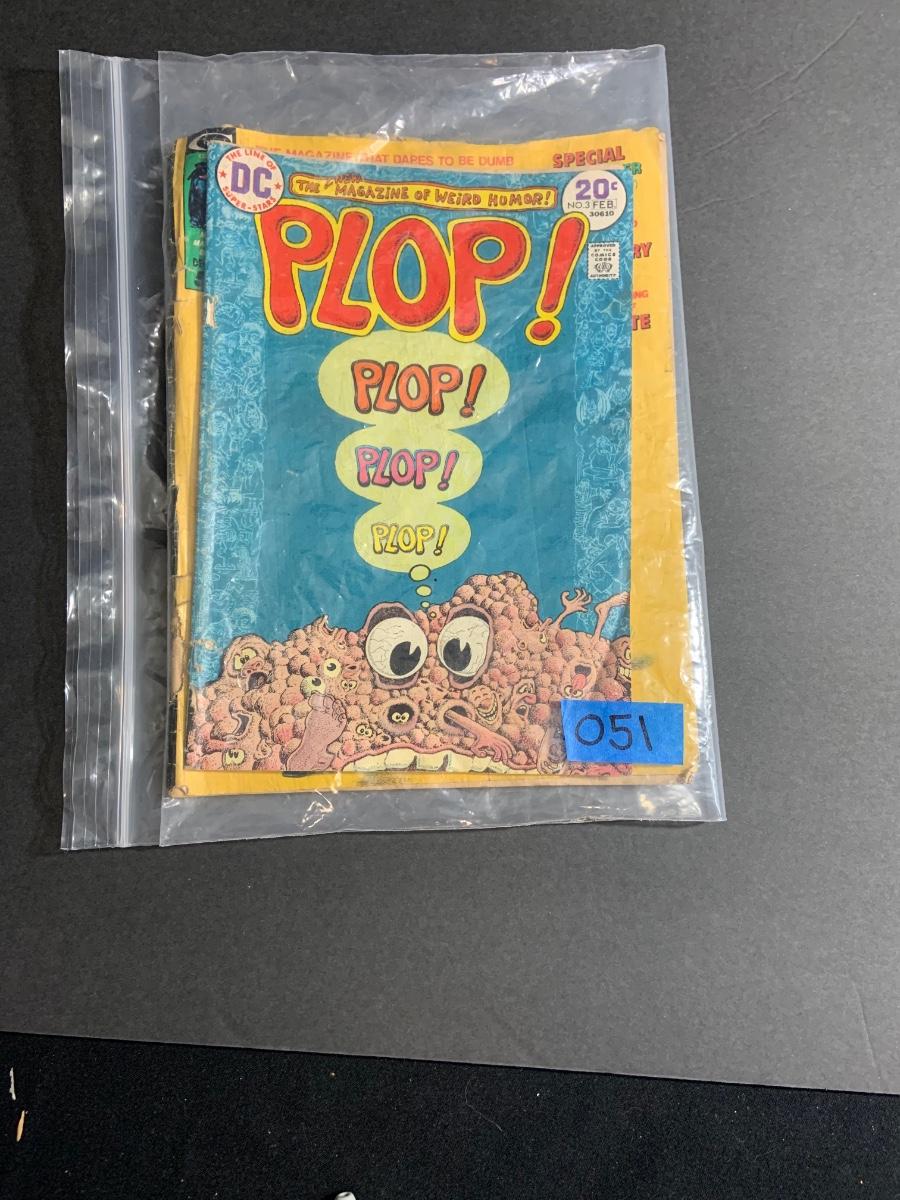 MAGAZINE THAT DARES TO BE DUMB
SPECIAL
THE LINE OF
DC
SUPER-STARS
THE NEW MAGAZINE OF WEIRD HUMOR!
20¢
NO.3 FEB.
30610
PLOP!
APPROVED
BY THE
COMICS
CODE
AUTHORITY
PLOP!
PLOP!
PLOP!
051